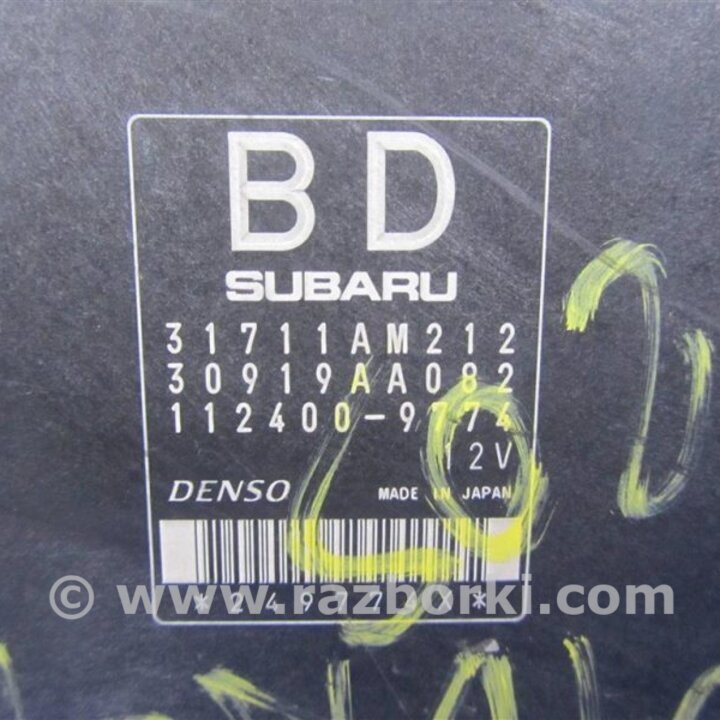 BD
SUBARU
31711AM212
30919AA082
112400-9774
12V
DENSO MADE IN JAPAN
© www.razborki.com